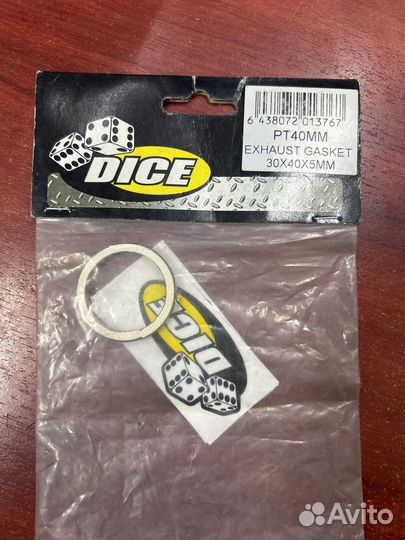 DICE
6 438072 013767
PT40MM
EXHAUST GASKET
30X40X5MM
DICE
Avito